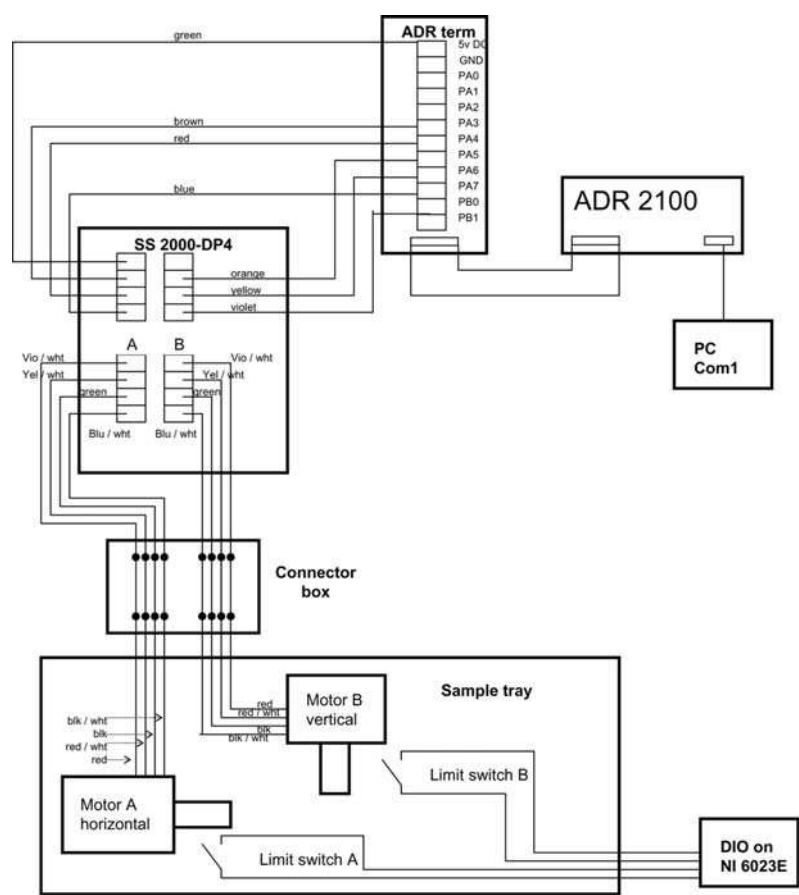 ADR term
green
5v DC
GND
PA0
PA1
PA2
brown
PA3
red
PA4
PA5
PA6
blue
PA7
PB0
PB1
ADR 2100
SS 2000-DP4
orange
yellow
violet
A B
Vio / wht
Vio / wht
Yel / wht
Yel / wht
green
green
Blu / wht
Blu / wht
PC
Com1
Connector
box
Sample tray
Motor B
vertical
red
red / wht
blk
blk / wht
blk / wht
blk
red / wht
red
Limit switch B
Motor A
horizontal
Limit switch A
DIO on
NI 6023E